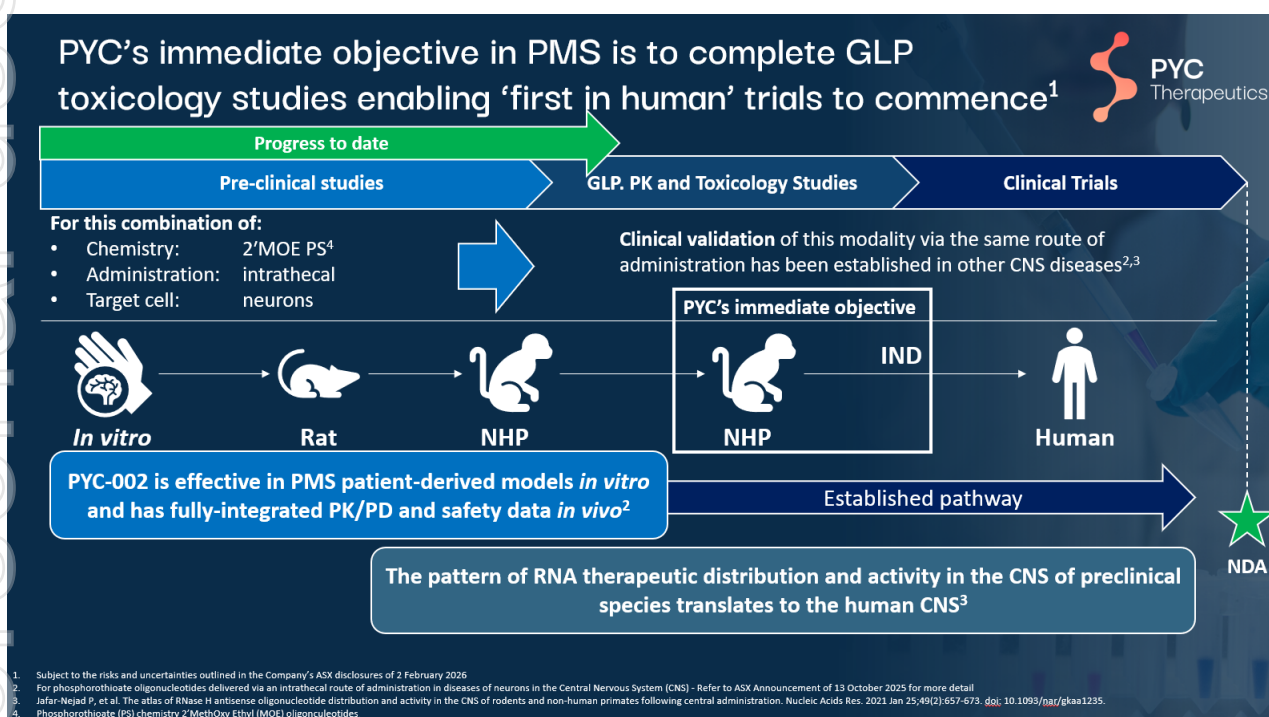 PYC's immediate objective in PMS is to complete GLP
toxicology studies enabling 'first in human' trials to commence1
PYC
Therapeutics
Progress to date
Pre-clinical studies
GLP. PK and Toxicology Studies
Clinical Trials
For this combination of:
• Chemistry: 2'MOE PS4
• Administration: intrathecal
• Target cell: neurons
Clinical validation of this modality via the same route of
administration has been established in other CNS diseases2,3
PYC's immediate objective
IND
In vitro
Rat
NHP
NHP
Human
PYC-002 is effective in PMS patient-derived models in vitro
and has fully-integrated PK/PD and safety data in vivo2
Established pathway
NDA
The pattern of RNA therapeutic distribution and activity in the CNS of preclinical
species translates to the human CNS3
1. Subject to the risks and uncertainties outlined in the Company's ASX disclosures of 2 February 2026
2. For phosphorothioate oligonucleotides delivered via an intrathecal route of administration in diseases of neurons in the Central Nervous System (CNS) - Refer to ASX Announcement of 13 October 2025 for more detail
3. Jafar-Nejad P, et al. The atlas of RNase H antisense oligonucleotide distribution and activity in the CNS of rodents and non-human primates following central administration. Nucleic Acids Res. 2021 Jan 25;49(2):657-673. doi: 10.1093/nar/gkaa1235.
4. Phosphorothioate (PS) chemistry 2'MethOxy Ethyl (MOE) oligonculeotides